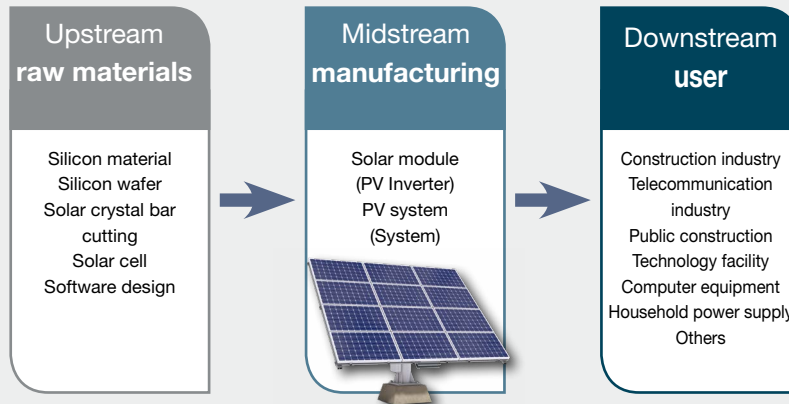 Upstream
raw materials
Silicon material
Silicon wafer
Solar crystal bar
cutting
Solar cell
Software design
Midstream
manufacturing
Solar module
(PV Inverter)
PV system
(System)
Downstream
user
Construction industry
Telecommunication
industry
Public construction
Technology facility
Computer equipment
Household power supply
Others